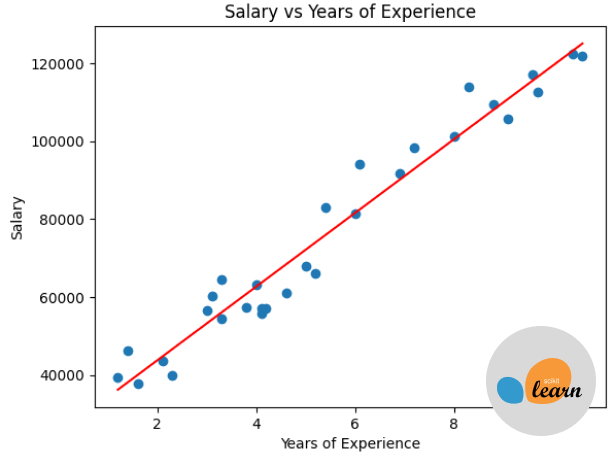 Salary vs Years of Experience
120000
100000
80000
60000
40000
Salary
2
4
6
8
Years of Experience
scikit
learn